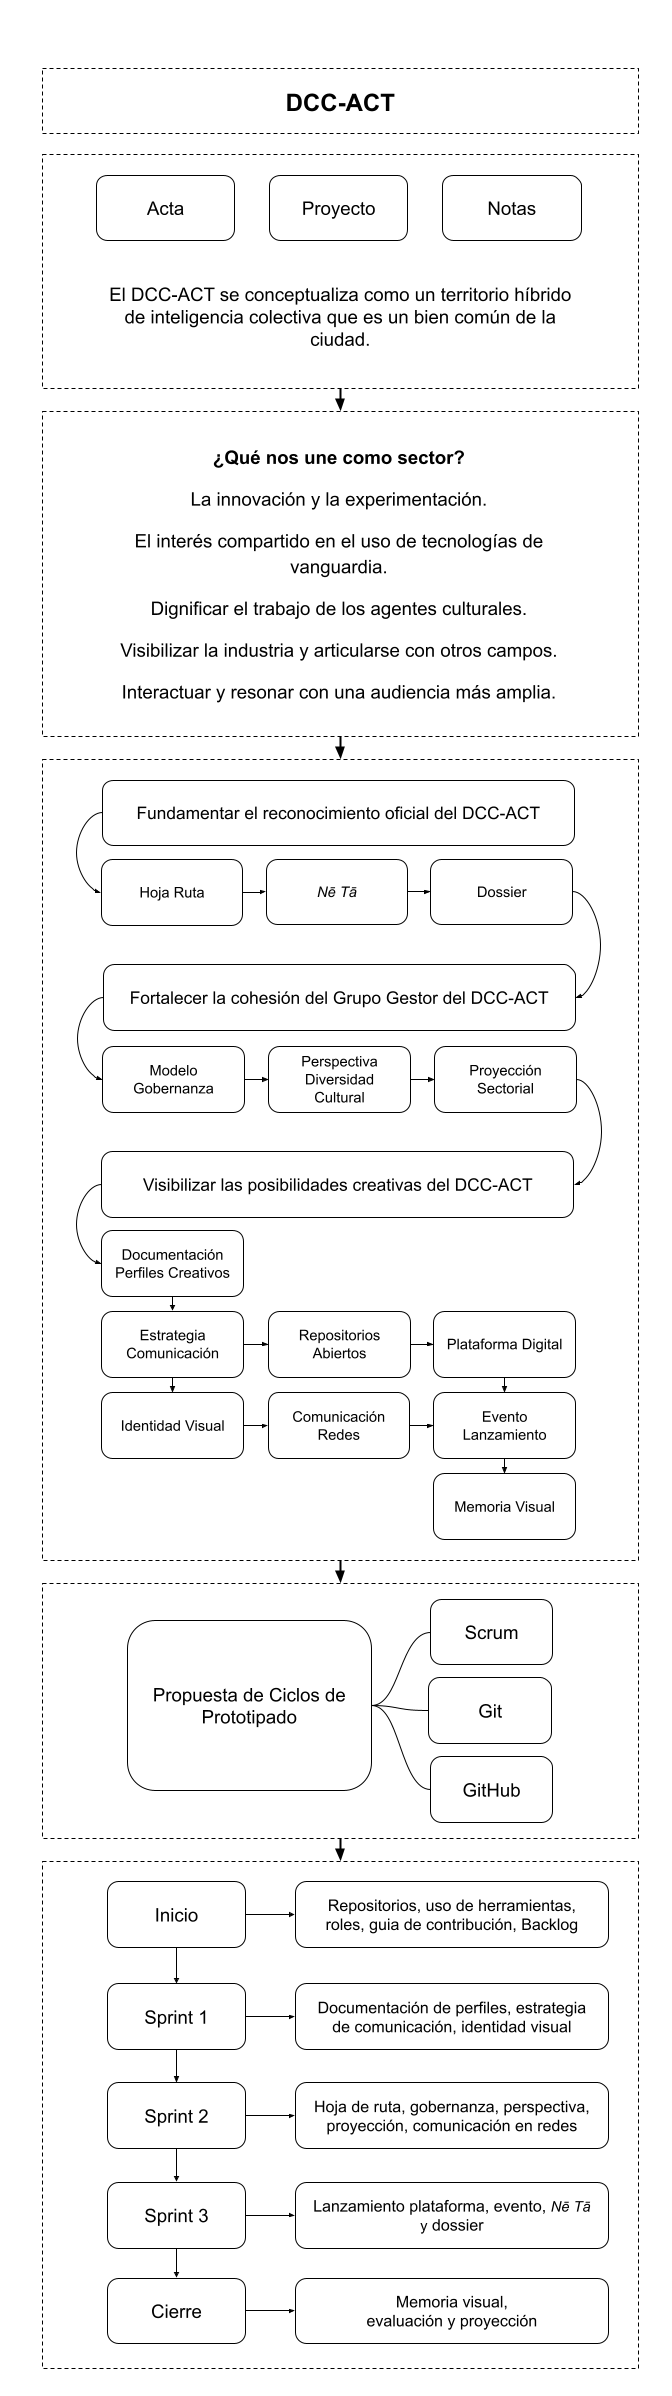 DCC-ACT
Acta
Proyecto
Notas
El DCC-ACT se conceptualiza como un territorio híbrido
de inteligencia colectiva que es un bien común de la
ciudad.
¿Qué nos une como sector?
La innovación y la experimentación.
El interés compartido en el uso de tecnologías de
vanguardia.
Dignificar el trabajo de los agentes culturales.
Visibilizar la industria y articularse con otros campos.
Interactuar y resonar con una audiencia más amplia.
Fundamentar el reconocimiento oficial del DCC-ACT
Hoja Ruta
Nē Tā
Dossier
Fortalecer la cohesión del Grupo Gestor del DCC-ACT
Modelo
Gobernanza
Perspectiva
Diversidad
Cultural
Proyección
Sectorial
Visibilizar las posibilidades creativas del DCC-ACT
Documentación
Perfiles Creativos
Estrategia
Comunicación
Repositorios
Abiertos
Plataforma Digital
Identidad Visual
Comunicación
Redes
Evento
Lanzamiento
Memoria Visual
Propuesta de Ciclos de
Prototipado
Scrum
Git
GitHub
Inicio
Repositorios, uso de herramientas,
roles, guia de contribución, Backlog
Sprint 1
Documentación de perfiles, estrategia
de comunicación, identidad visual
Sprint 2
Hoja de ruta, gobernanza, perspectiva,
proyección, comunicación en redes
Sprint 3
Lanzamiento plataforma, evento, Nē Tā
y dossier
Cierre
Memoria visual,
evaluación y proyección